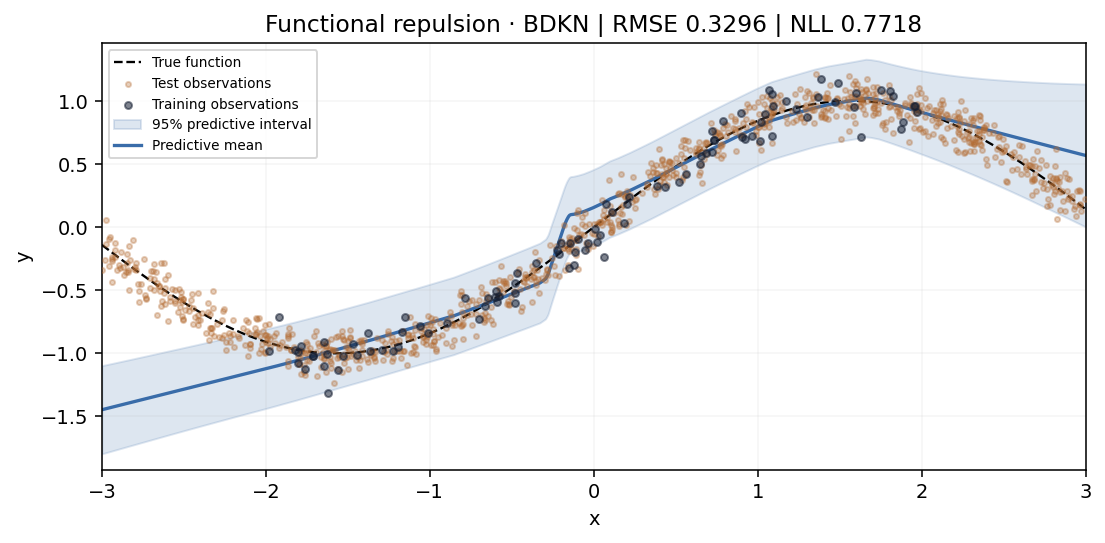 Functional repulsion · BDKN | RMSE 0.3296 | NLL 0.7718
True function
Test observations
Training observations
95% predictive interval
Predictive mean
1.0
0.5
0.0
−0.5
−1.0
−1.5
y
−3 −2 −1 0 1 2 3
x